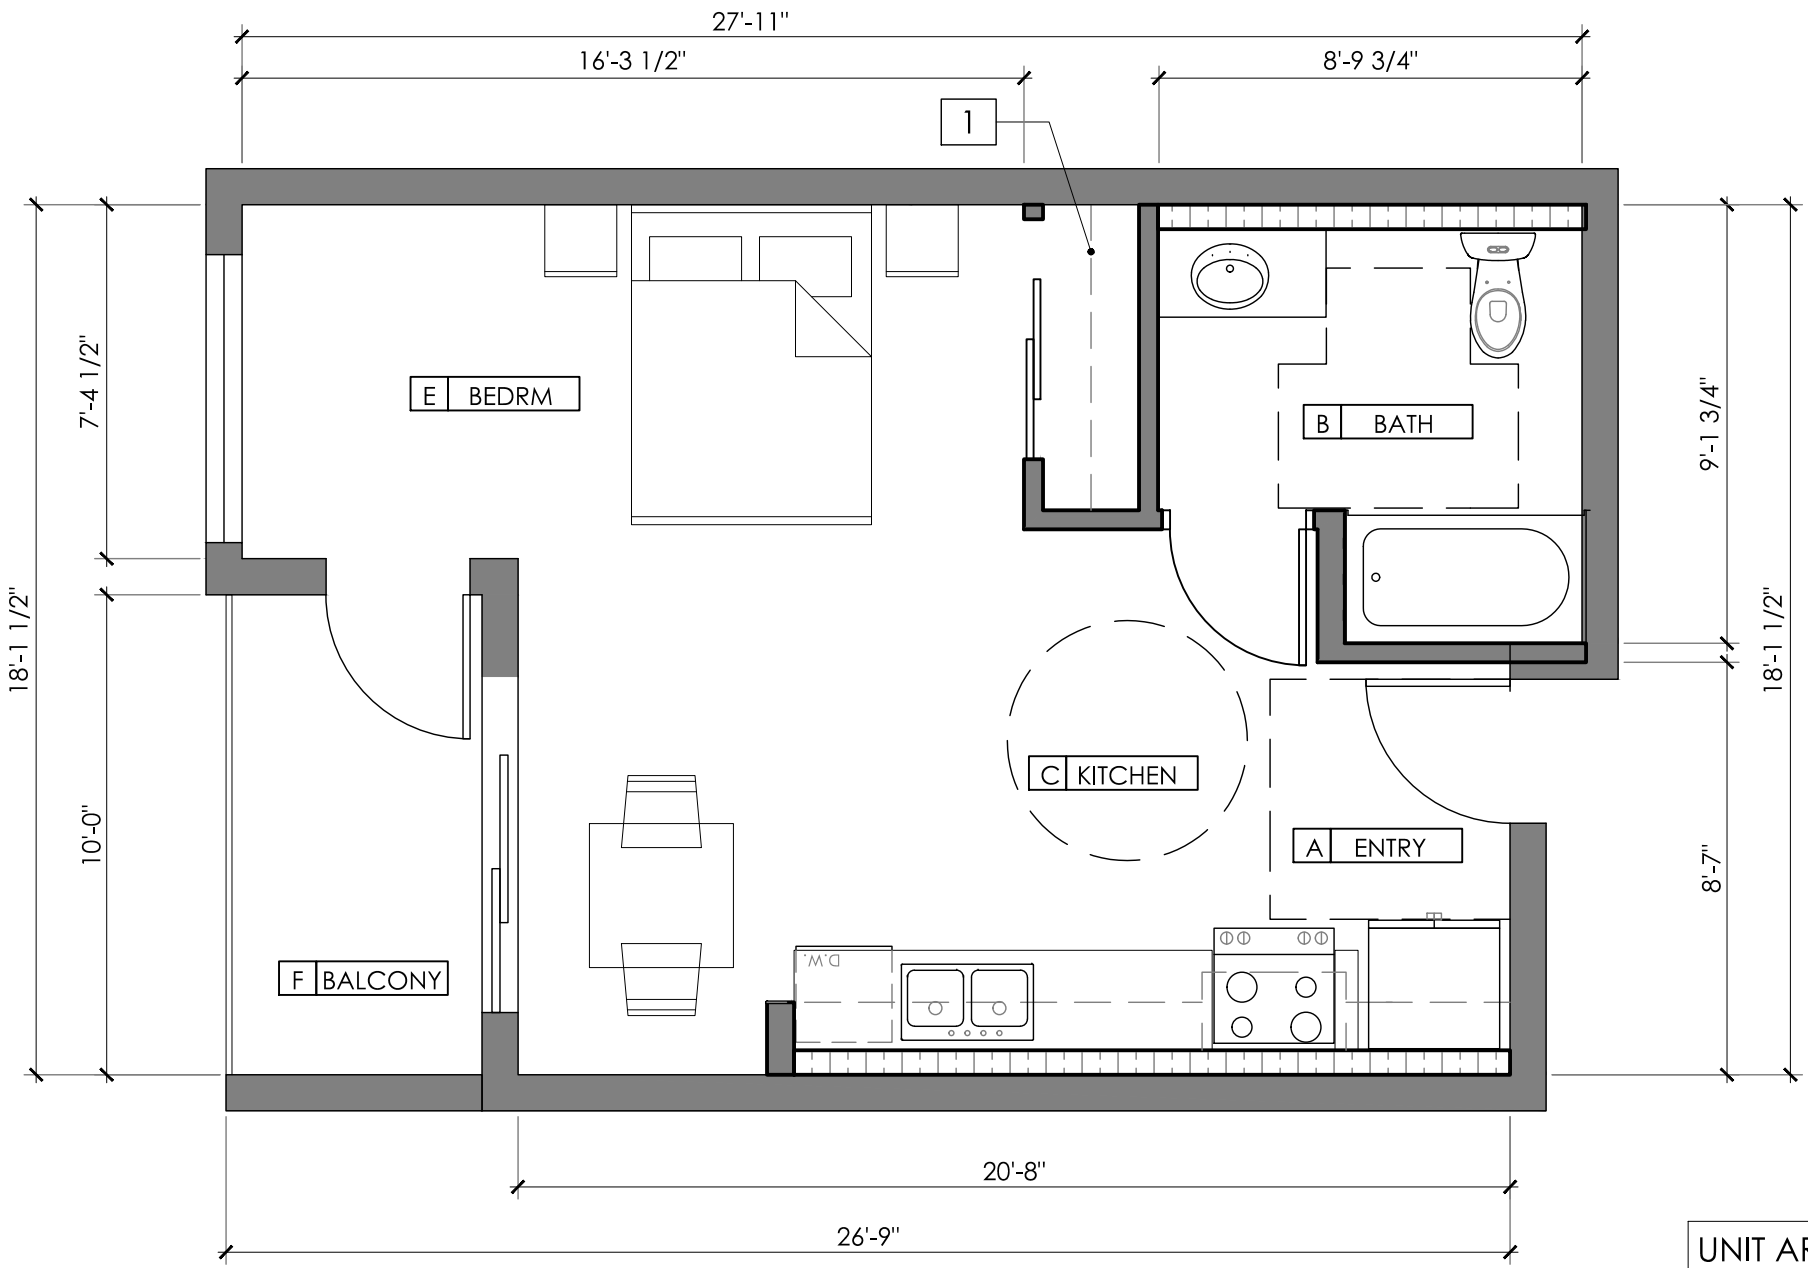 27'-11"
16'-3 1/2"
8'-9 3/4"
1
7'-4 1/2"
E BEDRM
B BATH
9'-1 3/4"
18'-1 1/2"
18'-1 1/2"
C KITCHEN
10'-0"
A ENTRY
8'-7"
F BALCONY
D.W.
20'-8"
26'-9"
UNIT AR